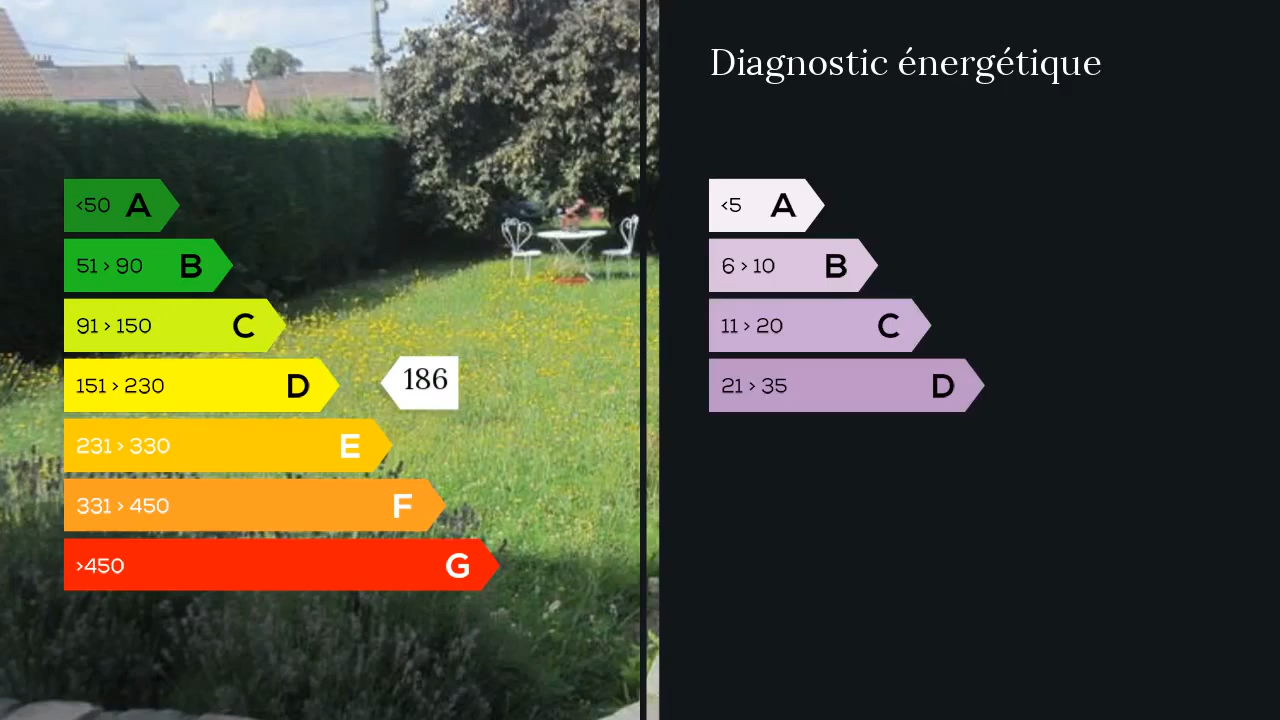 Diagnostic énergétique
<50 A
51 > 90 B
91 > 150 C
151 > 230 D
186
231 > 330 E
331 > 450 F
>450 G
<5 A
6 > 10 B
11 > 20 C
21 > 35 D